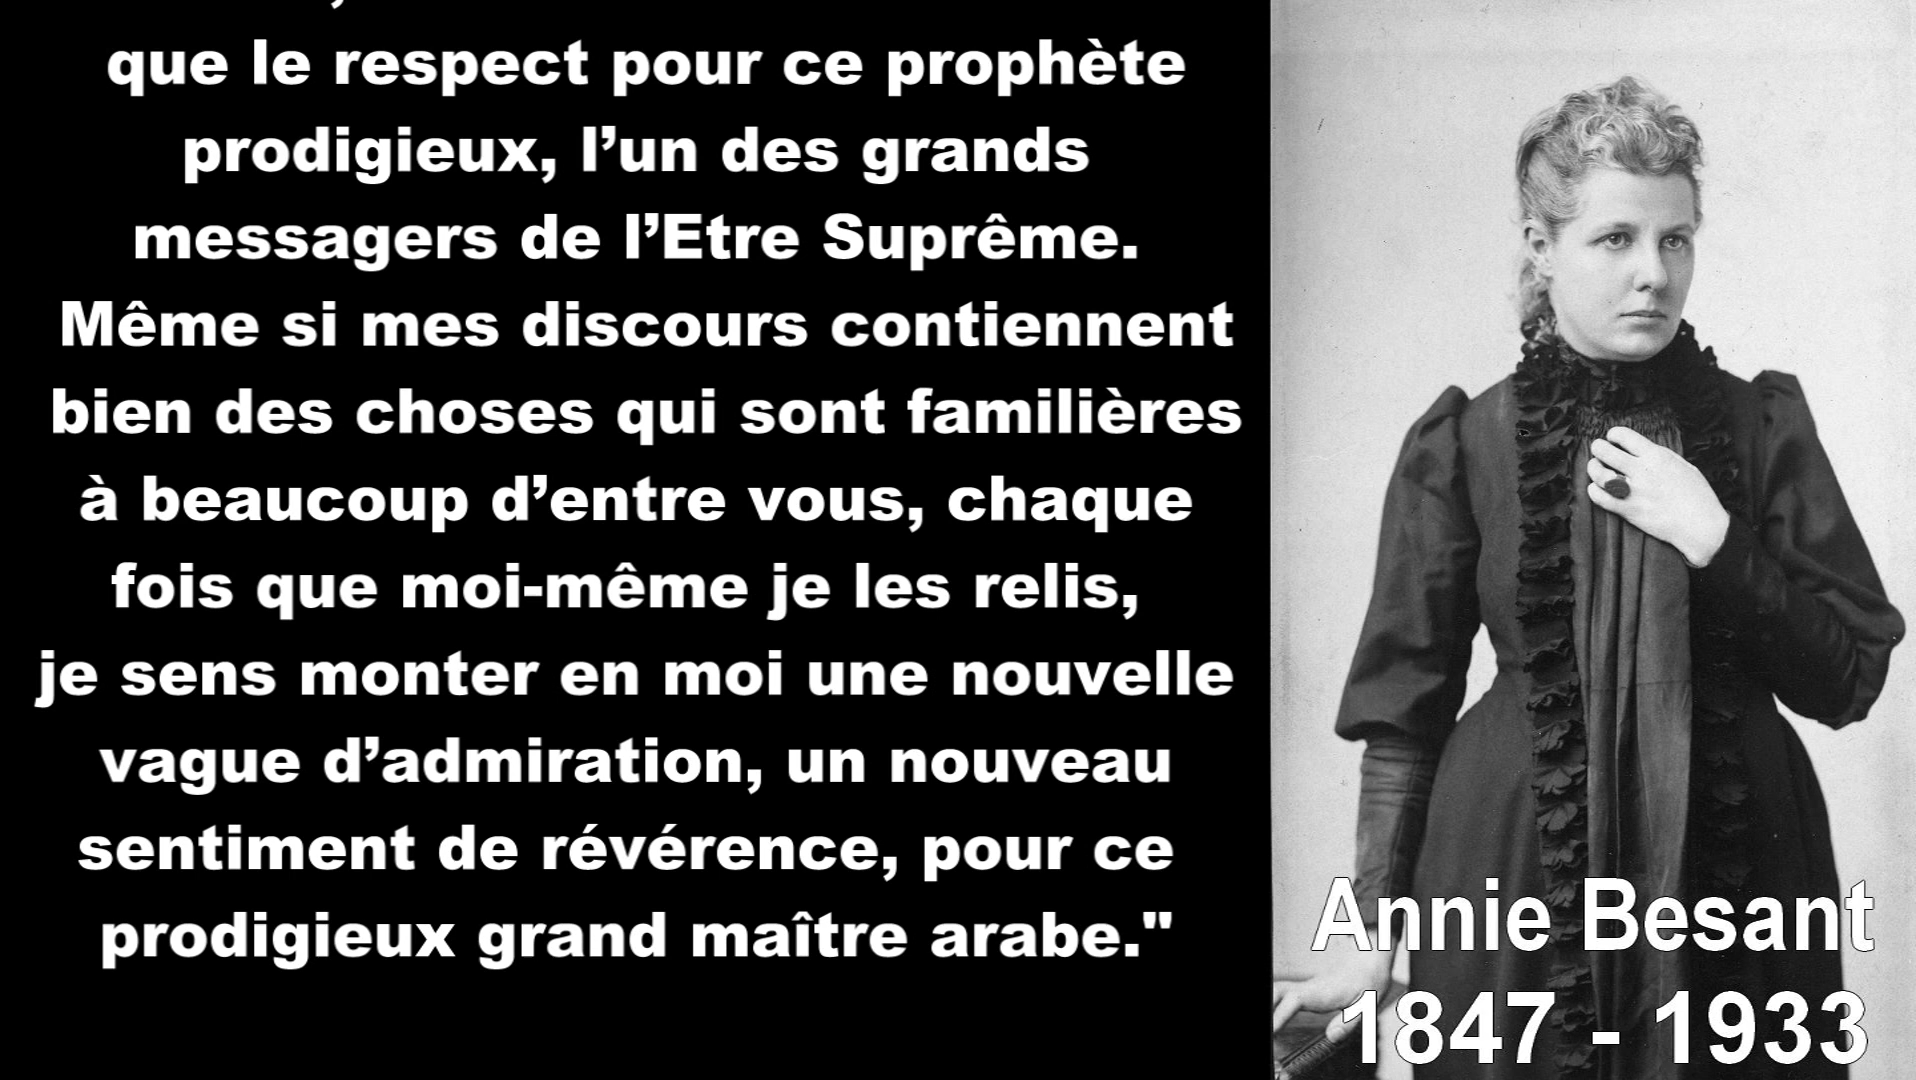 que le respect pour ce prophète
prodigieux, l’un des grands
messagers de l’Etre Suprême.
Même si mes discours contiennent
bien des choses qui sont familières
à beaucoup d’entre vous, chaque
fois que moi-même je les relis,
je sens monter en moi une nouvelle
vague d’admiration, un nouveau
sentiment de révérence, pour ce
prodigieux grand maître arabe."
Annie Besant
1847 - 1933